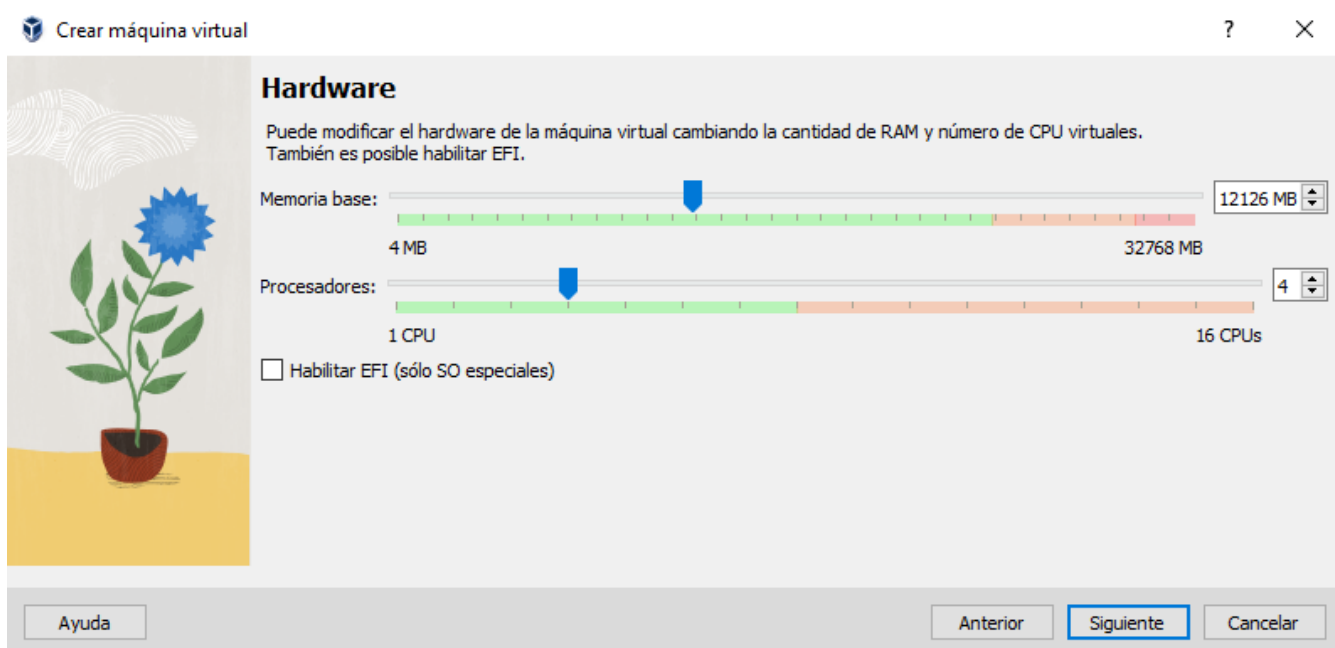 Crear máquina virtual
?
Hardware
Puede modificar el hardware de la máquina virtual cambiando la cantidad de RAM y número de CPU virtuales.
También es posible habilitar EFI.
Memoria base:
12126 MB
4 MB
32768 MB
Procesadores:
4
1 CPU
16 CPUs
Habilitar EFI (sólo SO especiales)
Ayuda
Anterior
Siguiente
Cancelar